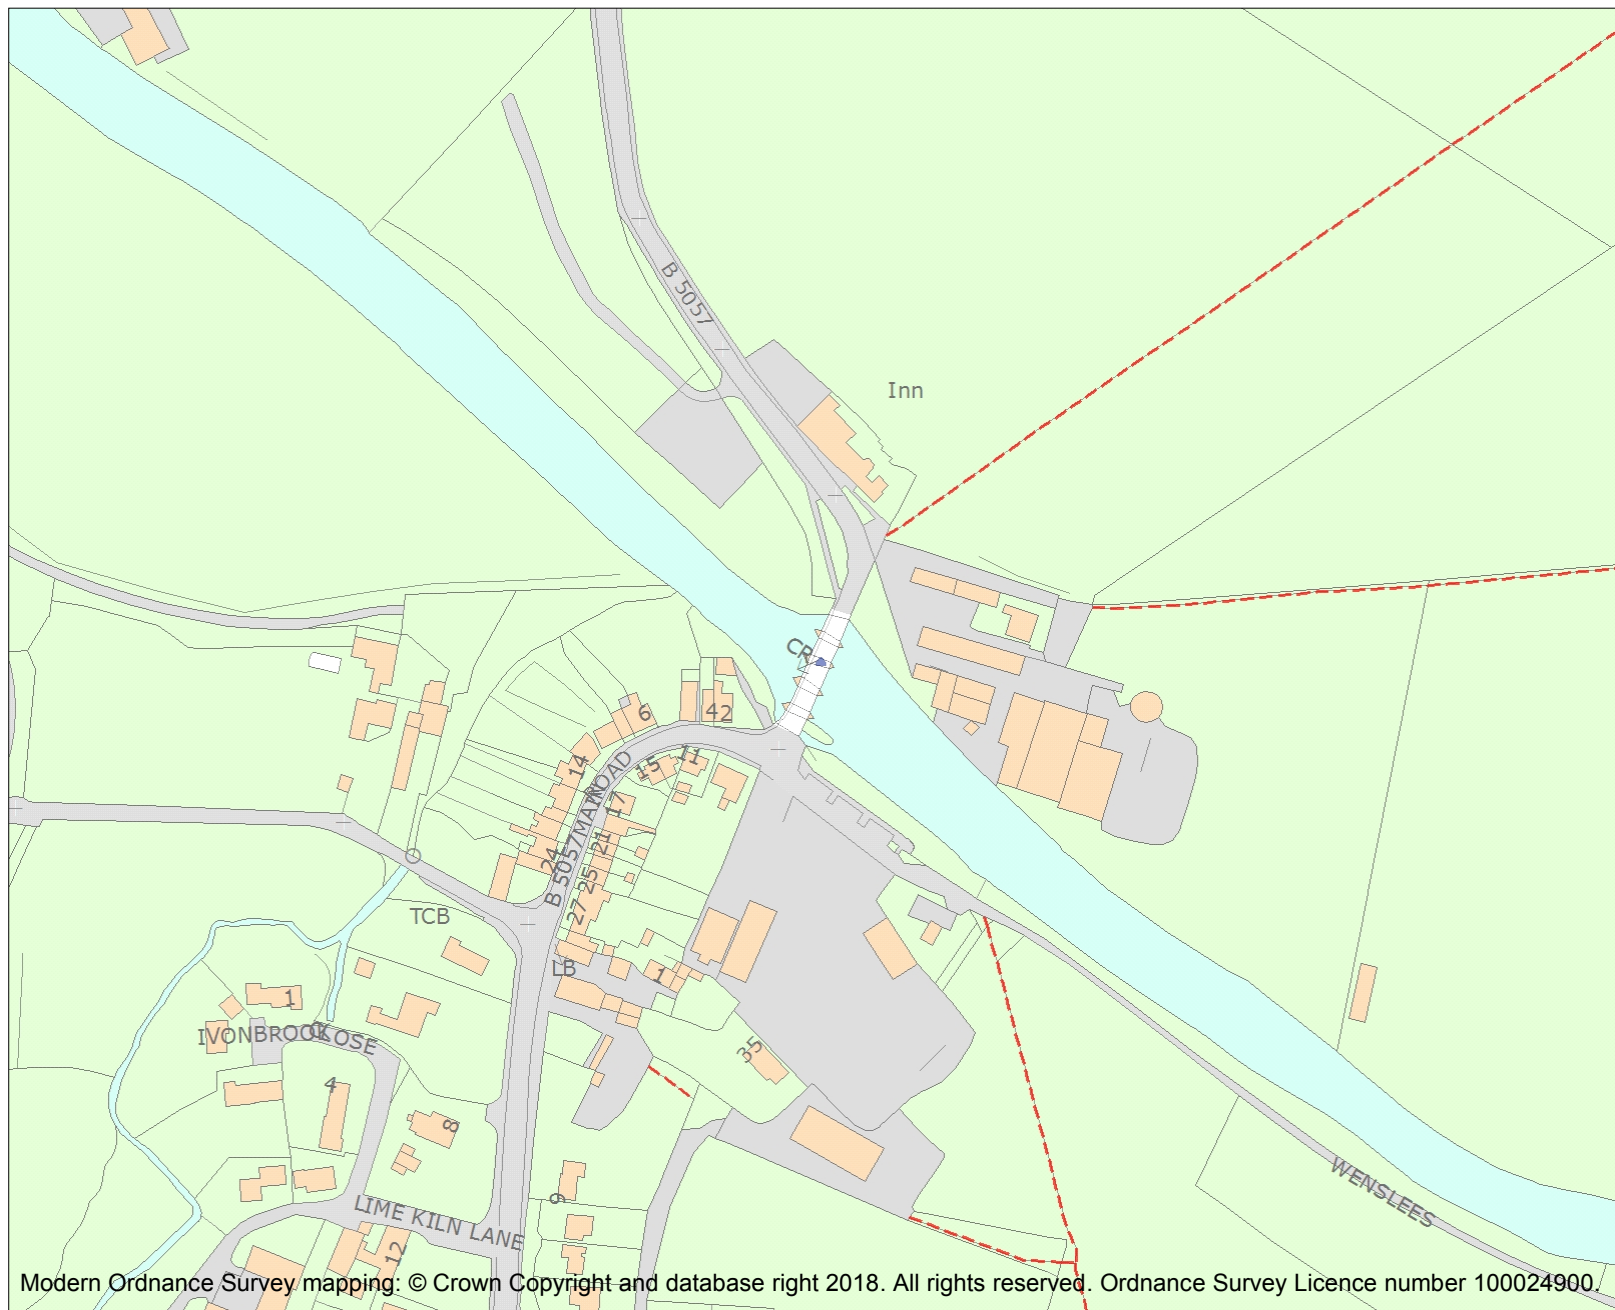 B 5057
Inn
CR
6
42
14
15
11
MAIN ROAD
17
21
24
B 5057
25
27
TCB
LB
1
1
IVONBROOK CLOSE
35
4
8
WENSLEES
9
LIME KILN LANE
12
Modern Ordnance Survey mapping: © Crown Copyright and database right 2018. All rights reserved. Ordnance Survey Licence number 100024900.